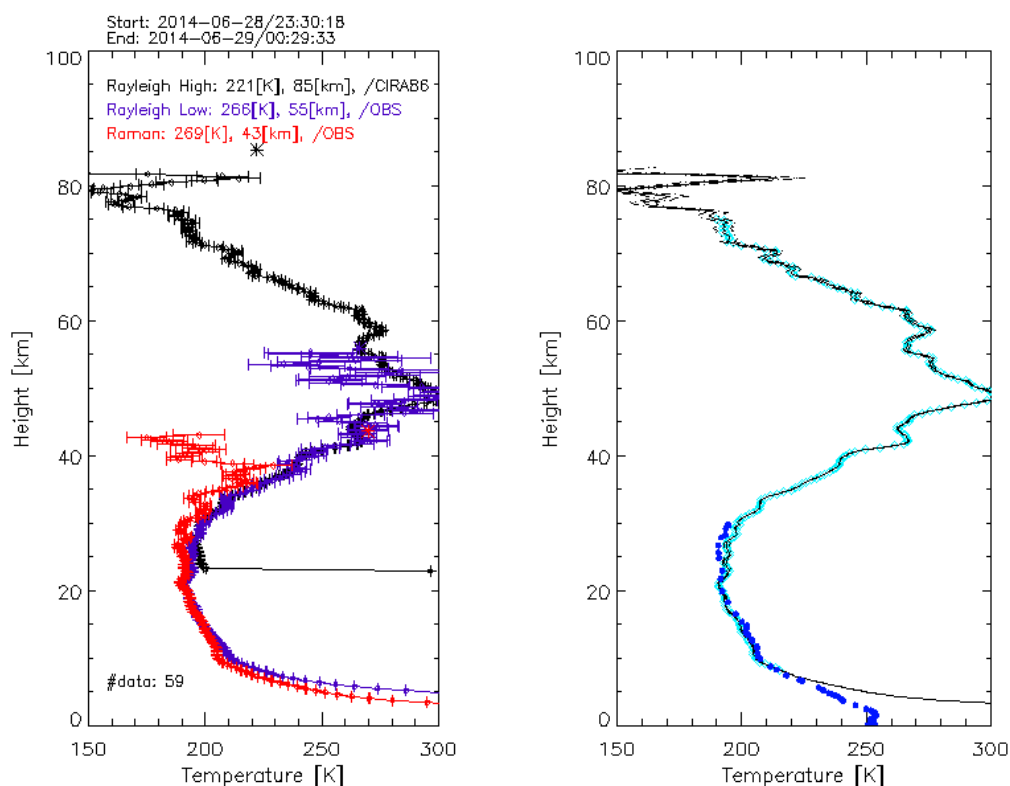 Start: 2014-06-28/23:30:18
End: 2014-06-29/00:29:33
Rayleigh High: 221[K], 85[km], /CIRA86
Rayleigh Low: 266[K], 55[km], /OBS
Raman: 269[K], 43[km], /OBS
100
80
60
40
20
0
Height [km]
#data: 59
150 200 250 300
Temperature [K]
100
80
60
40
20
0
Height [km]
150 200 250 300
Temperature [K]